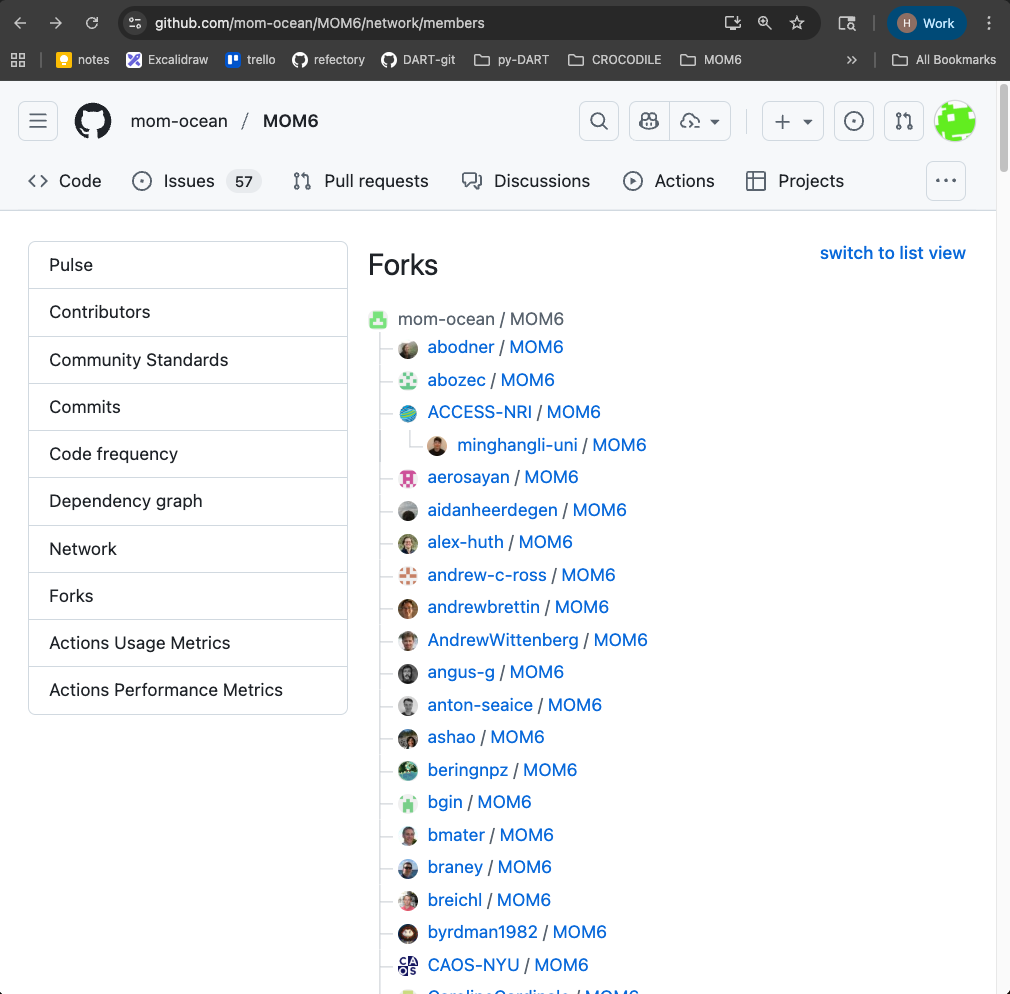 github.com/mom-ocean/MOM6/network/members
H Work
notes Excalidraw trello refectory DART-git py-DART CROCODILE MOM6 » All Bookmarks
mom-ocean / MOM6
Code Issues 57 Pull requests Discussions Actions Projects
Pulse
Contributors
Community Standards
Commits
Code frequency
Dependency graph
Network
Forks
Actions Usage Metrics
Actions Performance Metrics
Forks
switch to list view
mom-ocean / MOM6
abodner / MOM6
abozec / MOM6
ACCESS-NRI / MOM6
minghangli-uni / MOM6
aerosayan / MOM6
aidanheerdegen / MOM6
alex-huth / MOM6
andrew-c-ross / MOM6
andrewbrettin / MOM6
AndrewWittenberg / MOM6
angus-g / MOM6
anton-seaice / MOM6
ashao / MOM6
beringnpz / MOM6
bgin / MOM6
bmater / MOM6
braney / MOM6
breichl / MOM6
byrdman1982 / MOM6
CAOS-NYU / MOM6
CarolineCardinale / MOM6